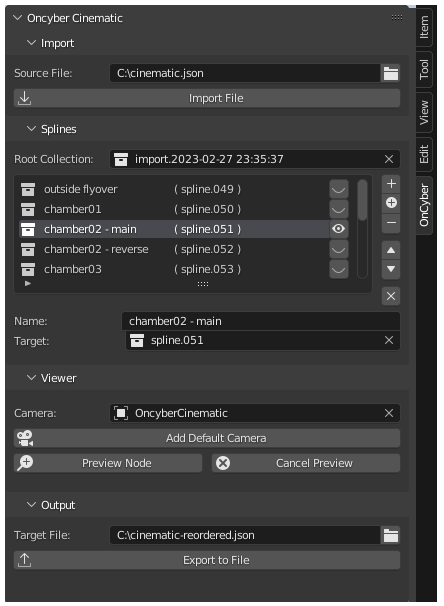 Oncyber Cinematic
Import
Source File: C:\cinematic.json
Import File
Splines
Root Collection: import.2023-02-27 23:35:37
outside flyover ( spline.049 )
chamber01 ( spline.050 )
chamber02 - main ( spline.051 )
chamber02 - reverse ( spline.052 )
chamber03 ( spline.053 )
Name: chamber02 - main
Target: spline.051
Viewer
Camera: OncyberCinematic
Add Default Camera
Preview Node Cancel Preview
Output
Target File: C:\cinematic-reordered.json
Export to File
Item
Tool
View
Edit
OnCyber